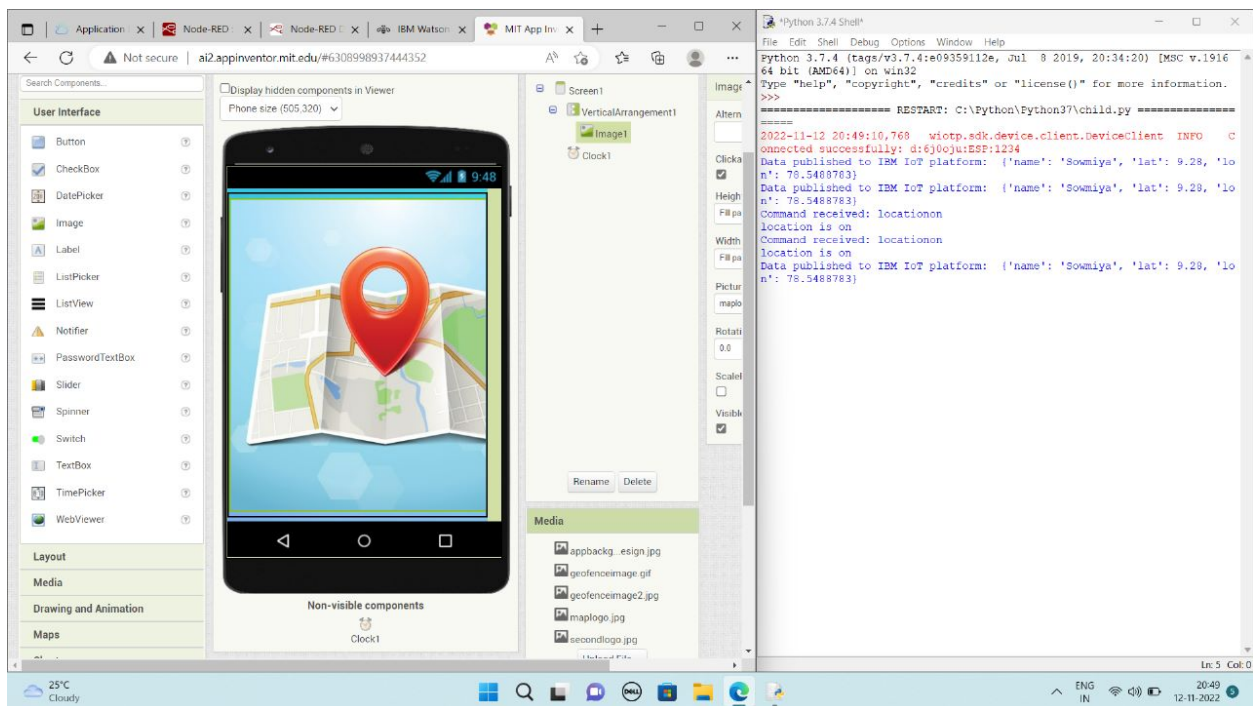 Application
Node-RED :
Node-RED D
IBM Watson
MIT App Inv
Not secure
ai2.appinventor.mit.edu/#6308998937444352
Search Components...
User Interface
Button
CheckBox
DatePicker
Image
Label
ListPicker
ListView
Notifier
PasswordTextBox
Slider
Spinner
Switch
TextBox
TimePicker
WebViewer
Layout
Media
Drawing and Animation
Maps
Display hidden components in Viewer
Phone size (505,320)
9:48
Non-visible components
Clock1
Screen1
VerticalArrangement1
Image1
Clock1
Rename Delete
Media
appbackg...esign.jpg
geofenceimage.gif
geofenceimage2.jpg
maplogo.jpg
secondlogo.jpg
Image
Altern
Clicka
Heigh
Fill pa
Width
Fill pa
Pictur
maplo
Rotati
0.0
Scalel
Visible
*Python 3.7.4 Shell*
File Edit Shell Debug Options Window Help
Python 3.7.4 (tags/v3.7.4:e09359112e, Jul  8 2019, 20:34:20) [MSC v.1916
64 bit (AMD64)] on win32
Type "help", "copyright", "credits" or "license()" for more information.
>>>
==================== RESTART: C:\Python\Python37\child.py ===============
=====
2022-11-12 20:49:10,768   wiotp.sdk.device.client.DeviceClient  INFO    C
onnected successfully: d:6j0oju:ESP:1234
Data published to IBM IoT platform:  {'name': 'Sowmiya', 'lat': 9.28, 'lo
n': 78.5488783}
Data published to IBM IoT platform:  {'name': 'Sowmiya', 'lat': 9.28, 'lo
n': 78.5488783}
Command received: locationon
location is on
Command received: locationon
location is on
Data published to IBM IoT platform:  {'name': 'Sowmiya', 'lat': 9.28, 'lo
n': 78.5488783}
Ln: 5 Col: 0
25°C
Cloudy
DELL
ENG
IN
20:49
12-11-2022